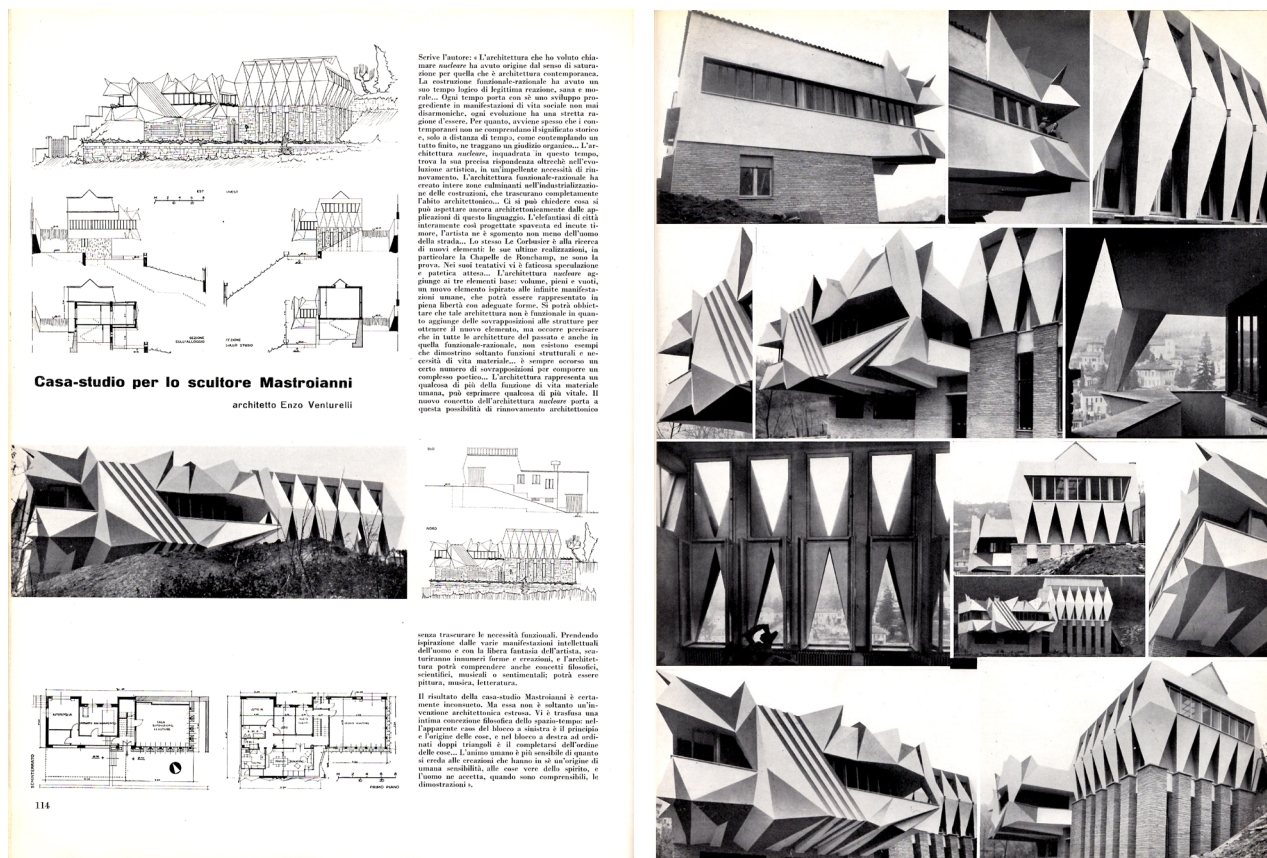 EST
OVEST
SEZIONE
SULL'ALLOGGIO
SEZIONE
SULLO STUDIO
Casa-studio per lo scultore Mastroianni
architetto Enzo Venturelli
Scrive l'autore: « L'architettura che ho voluto chia-
mare nucleare ha avuto origine dal senso di satura-
zione per quella che è architettura contemporanea.
La costruzione funzionale-razionale ha avuto un
suo tempo logico di legittima reazione, sana e mo-
rale... Ogni tempo porta con sè uno sviluppo pro-
grediente in manifestazioni di vita sociale non mai
disarmoniche, ogni evoluzione ha una stretta ra-
gione d'essere. Per quanto, avviene spesso che i con-
temporanei non ne comprendano il significato storico
e, solo a distanza di tempo, come contemplando un
tutto finito, ne traggano un giudizio organico... L'ar-
chitettura nucleare, inquadrata in questo tempo,
trova la sua precisa rispondenza oltrechè nell'evo-
luzione artistica, in un'impellente necessità di rin-
novamento. L'architettura funzionale-razionale ha
creato intere zone culminanti nell'industrializzazio-
ne delle costruzioni, che trascurano completamente
l'abito architettonico... Ci si può chiedere cosa si
può aspettare ancora architettonicamente dalle ap-
plicazioni di questo linguaggio. L'elefantiasi di città
interamente così progettate spaventa ed incute ti-
more, l'artista ne è sgomento non meno dell'uomo
della strada... Lo stesso Le Corbusier è alla ricerca
di nuovi elementi: le sue ultime realizzazioni, in
particolare la Chapelle de Ronchamp, ne sono la
prova. Nei suoi tentativi vi è faticosa speculazione
e patetica attesa... L'architettura nucleare ag-
giunge ai tre elementi base: volume, pieni e vuoti,
un nuovo elemento ispirato alle infinite manifesta-
zioni umane, che potrà essere rappresentato in
piena libertà con adeguate forme. Si potrà obbiet-
tare che tale architettura non è funzionale in quan-
to aggiunge delle sovrapposizioni alle strutture per
ottenere il nuovo elemento, ma occorre precisare
che in tutte le architetture del passato e anche in
quella funzionale-razionale, non esistono esempi
che dimostrino soltanto funzioni strutturali e ne-
cesità di vita materiale... è sempre occorso un
certo numero di sovrapposizioni per comporre un
complesso poetico... L'architettura rappresenta un
qualcosa di più della funzione di vita materiale
umana, può esprimere qualcosa di più vitale. Il
nuovo concetto dell'architettura nucleare porta a
questa possibilità di rinnovamento architettonico
SUD
NORD
senza trascurare le necessità funzionali. Prendendo
ispirazione dalle varie manifestazioni intellettuali
dell'uomo e con la libera fantasia dell'artista, sca-
turiranno innumeri forme e creazioni, e l'architet-
tura potrà comprendere anche concetti filosofici,
scientifici, musicali o sentimentali; potrà essere
pittura, musica, letteratura.
Il risultato della casa-studio Mastroianni è certa-
mente inconsueto. Ma essa non è soltanto un'in-
venzione architettonica estrosa. Vi è trasfusa una
intima concezione filosofica dello spazio-tempo: nel-
l'apparente caos del blocco a sinistra è il principio
e l'origine delle cose, e nel blocco a destra ad ordi-
nati doppi triangoli è il completarsi dell'ordine
delle cose... L'animo umano è più sensibile di quanto
si creda alle creazioni che hanno in sè un'origine di
umana sensibilità, alle cose vere dello spirito, e
l'uomo ne accetta, quando sono comprensibili, le
dimostrazioni ».
SEMINTERRATO
PRIMO PIANO
114